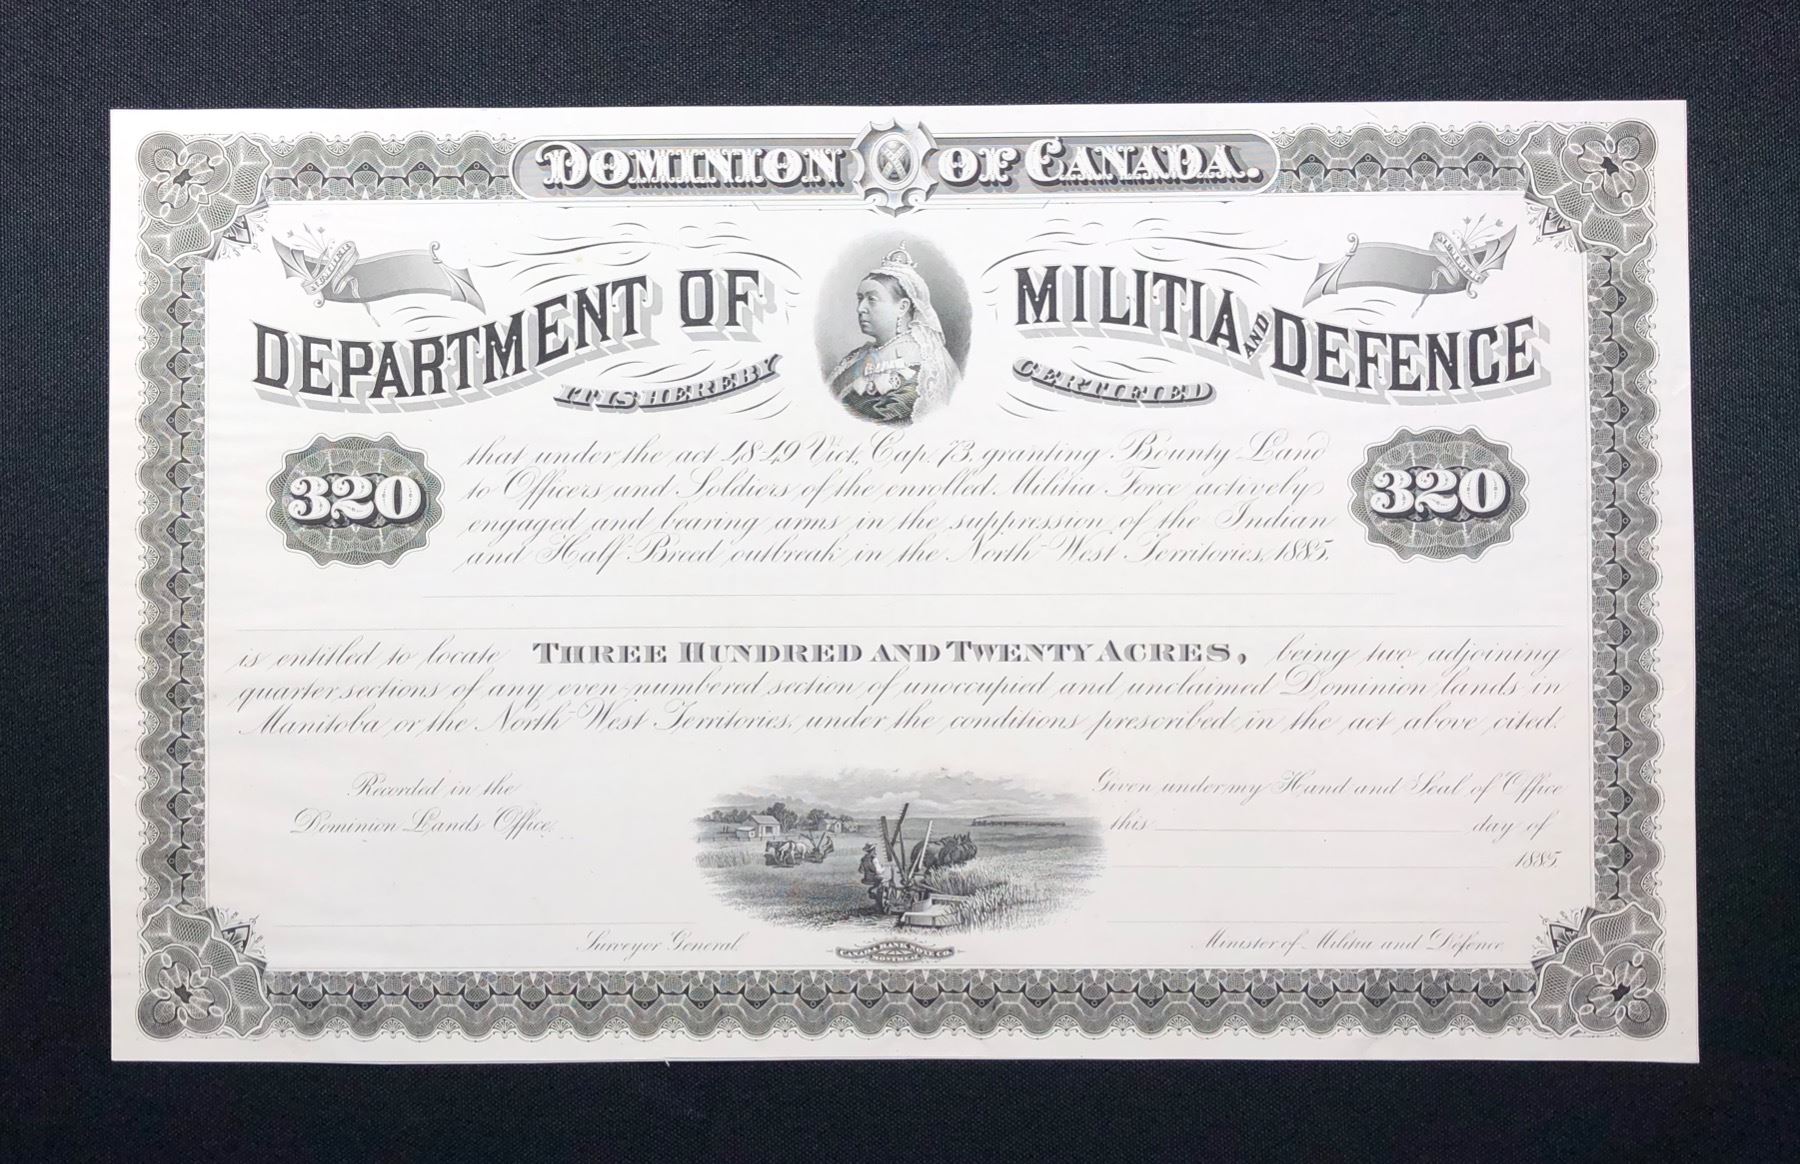 DOMINION OF CANADA.
DEPARTMENT OF MILITIA AND DEFENCE
IT IS HEREBY CERTIFIED
320
that under the act 48-49 Vict, Cap. 73. granting Bounty Land
to Officers and Soldiers of the enrolled Militia Force actively
engaged and bearing arms in the suppression of the Indian
and Half-Breed outbreak in the North-West Territories, 1885.
320
is entitled to locate THREE HUNDRED AND TWENTY ACRES, being two adjoining
quarter sections of any even-numbered section of unoccupied and unclaimed Dominion lands in
Manitoba or the North-West Territories, under the conditions prescribed in the act above cited.
Recorded in the
Dominion Lands Office.
Surveyor General.
Given under my Hand and Seal of Office
this day of
1885
Minister of Militia and Defence.
CANADA BANK NOTE
CO.
MONTREAL